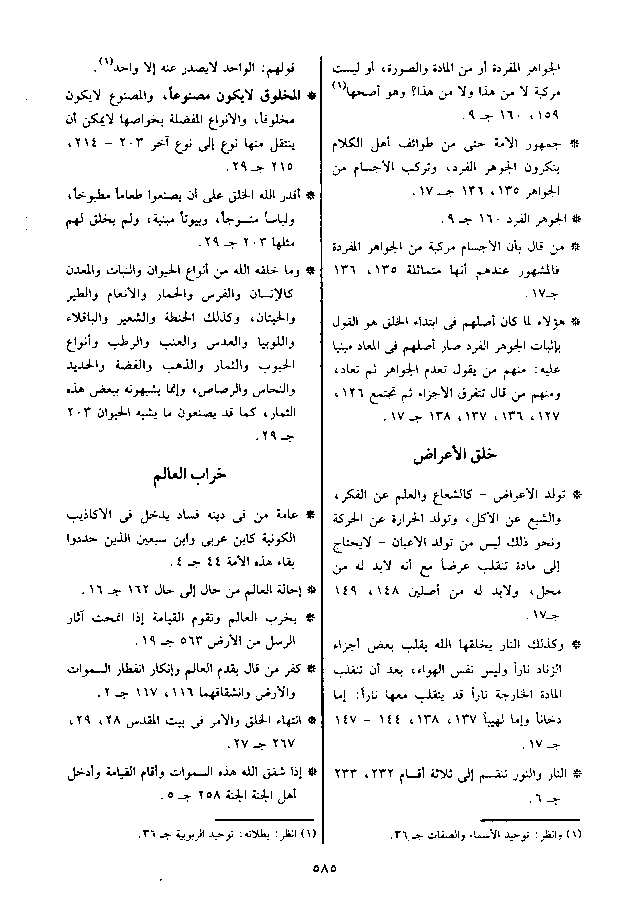 الجواهر المفردة أو من المادة والصورة، أو ليست
مركبة لا من هذا ولا من هذا؟ وهو أصحها(١)
١٥٩، ١٦٠ جـ ٩.
* جمهور الأمة حتى من طوائف أهل الكلام
ينكرون الجوهر الفرد، وتركب الأجسام من
الجواهر ١٣٥، ١٣٦ جـ ١٧.
* الجوهر الفرد ١٦٠ جـ ٩.
* من قال بأن الأجسام مركبة من الجواهر المفردة
فالمشهور عندهم أنها متماثلة ١٣٥، ١٣٦
جـ ١٧.
* هؤلاء لما كان أصلهم فى ابتداء الخلق هو القول
بإثبات الجوهر الفرد صار أصلهم فى المعاد مبنيا
عليه: منهم من يقول تعدم الجواهر ثم تعاد،
ومنهم من قال تتفرق الأجزاء ثم تجتمع ١٢٦،
١٢٧، ١٣٦، ١٣٧، ١٣٨ جـ ١٧.
خلق الأعراض
* تولد الأعراض - كالشعاع والعلم عن الفكر،
والشبع عن الأكل، وتولد الحرارة عن الحركة
ونحو ذلك ليس من تولد الأعيان - لايحتاج
إلى مادة تنقلب عرضاً مع أنه لابد له من
محل، ولابد له من أصلين ١٤٨، ١٤٩
جـ ١٧.
* وكذلك النار يخلقها الله يقلب بعض أجزاء
الزناد ناراً وليس نفس الهواء، بعد أن تنقلب
المادة الخارجة ناراً قد ينقلب معها ناراً: إما
دخاناً وإما لهيباً ١٣٧، ١٣٨، ١٤٤ - ١٤٧
جـ ١٧.
* النار والنور تنقسم إلى ثلاثة أقسام ٢٣٢، ٢٣٣
جـ ٦.
(١) وانظر: توحيد الأسماء والصفات جـ ٣٦.
قولهم: الواحد لايصدر عنه إلا واحد(١).
* المخلوق لايكون مصنوعاً، والمصنوع لايكون
مخلوقاً، والأنواع المفضلة بخواصها لايمكن أن
ينتقل منها نوع إلى نوع آخر ٢٠٣ - ٢١٤،
٢١٥ جـ ٢٩.
* أقدر الله الخلق على أن يصنعوا طعاماً مطبوخاً،
ولباساً منسوجاً، وبيوتاً مبنية، ولم يخلق لهم
مثلها ٢٠٣ جـ ٢٩.
* وما خلقه الله من أنواع الحيوان والنبات والمعدن
كالإنسان والفرس والحمار والأنعام والطير
والحيتان، وكذلك الحنطة والشعير والباقلاء
واللوبيا والعدس والعنب والرطب وأنواع
الحبوب والثمار والذهب والفضة والحديد
والنحاس والرصاص، وإنما يشبهونه ببعض هذه
الثمار، كما قد يصنعون ما يشبه الحيوان ٢٠٣
جـ ٢٩.
خراب العالم
* عامة من فى دينه فساد يدخل فى الأكاذيب
الكونية كابن عربى وابن سبعين الذين حددوا
بقاء هذه الأمة ٤٤ جـ ٤.
* إحالة العالم من حال إلى حال ١٦٢ جـ ١٦.
* يخرب العالم وتقوم القيامة إذا انمحت آثار
الرسل من الأرض ٥٦٣ جـ ١٩.
* كفر من قال بقدم العالم وإنكار انفطار السموات
والأرض وانشقاقهما ١١٦، ١١٧ جـ ٢.
* انتهاء الخلق والأمر فى بيت المقدس ٢٨، ٢٩،
٢٦٧ جـ ٢٧.
* إذا شفق الله هذه السموات وأقام القيامة وأدخل
أهل الجنة الجنة ٢٥٨ جـ ٥.
(١) انظر: بطلانه: توحيد الربوبية جـ ٣٦.
٥٨٥